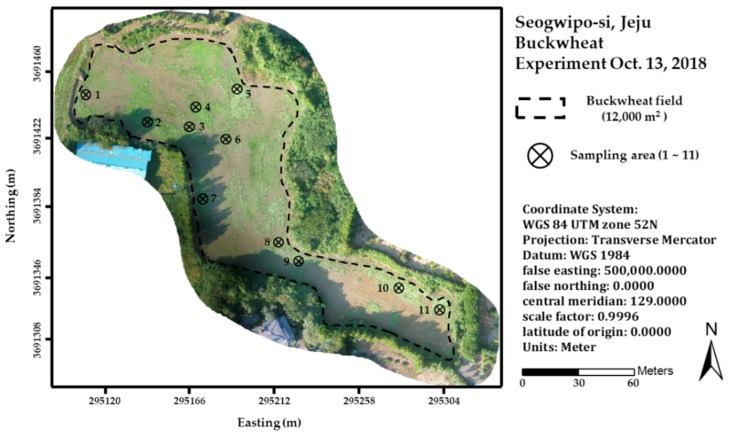 Seogwipo-si, Jeju
Buckwheat
Experiment Oct. 13, 2018
Buckwheat field
(12,000 m²)
Sampling area (1 ~ 11)
Coordinate System:
WGS 84 UTM zone 52N
Projection: Transverse Mercator
Datum: WGS 1984
false easting: 500,000.0000
false northing: 0.0000
central meridian: 129.0000
scale factor: 0.9996
latitude of origin: 0.0000
Units: Meter
N
Meters
0 30 60
Northing (m)
3691460
3691422
3691384
3691346
3691308
1
2
3
4
5
6
7
8
9
10
11
295120 295166 295212 295258 295304
Easting (m)